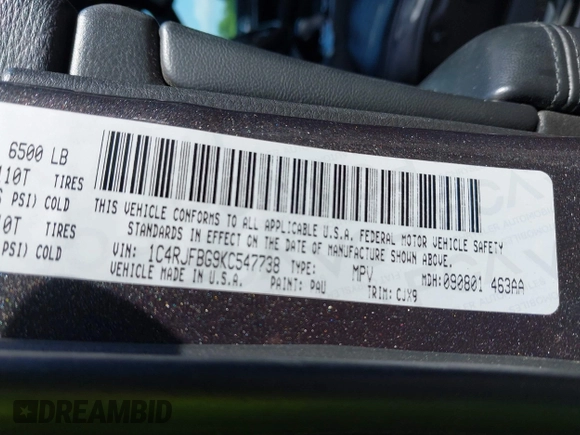 6500 LB
110T TIRES
PSI) COLD
0T TIRES
PSI) COLD
THIS VEHICLE CONFORMS TO ALL APPLICABLE U.S.A. FEDERAL MOTOR VEHICLE SAFETY
STANDARDS IN EFFECT ON THE DATE OF MANUFACTURE SHOWN ABOVE.
VIN: 1C4RJFBG9KC547738 TYPE: MPV MDH: 090801 463AA
VEHICLE MADE IN U.S.A. PAINT: PAU TRIM: CJX9
DREAMBID